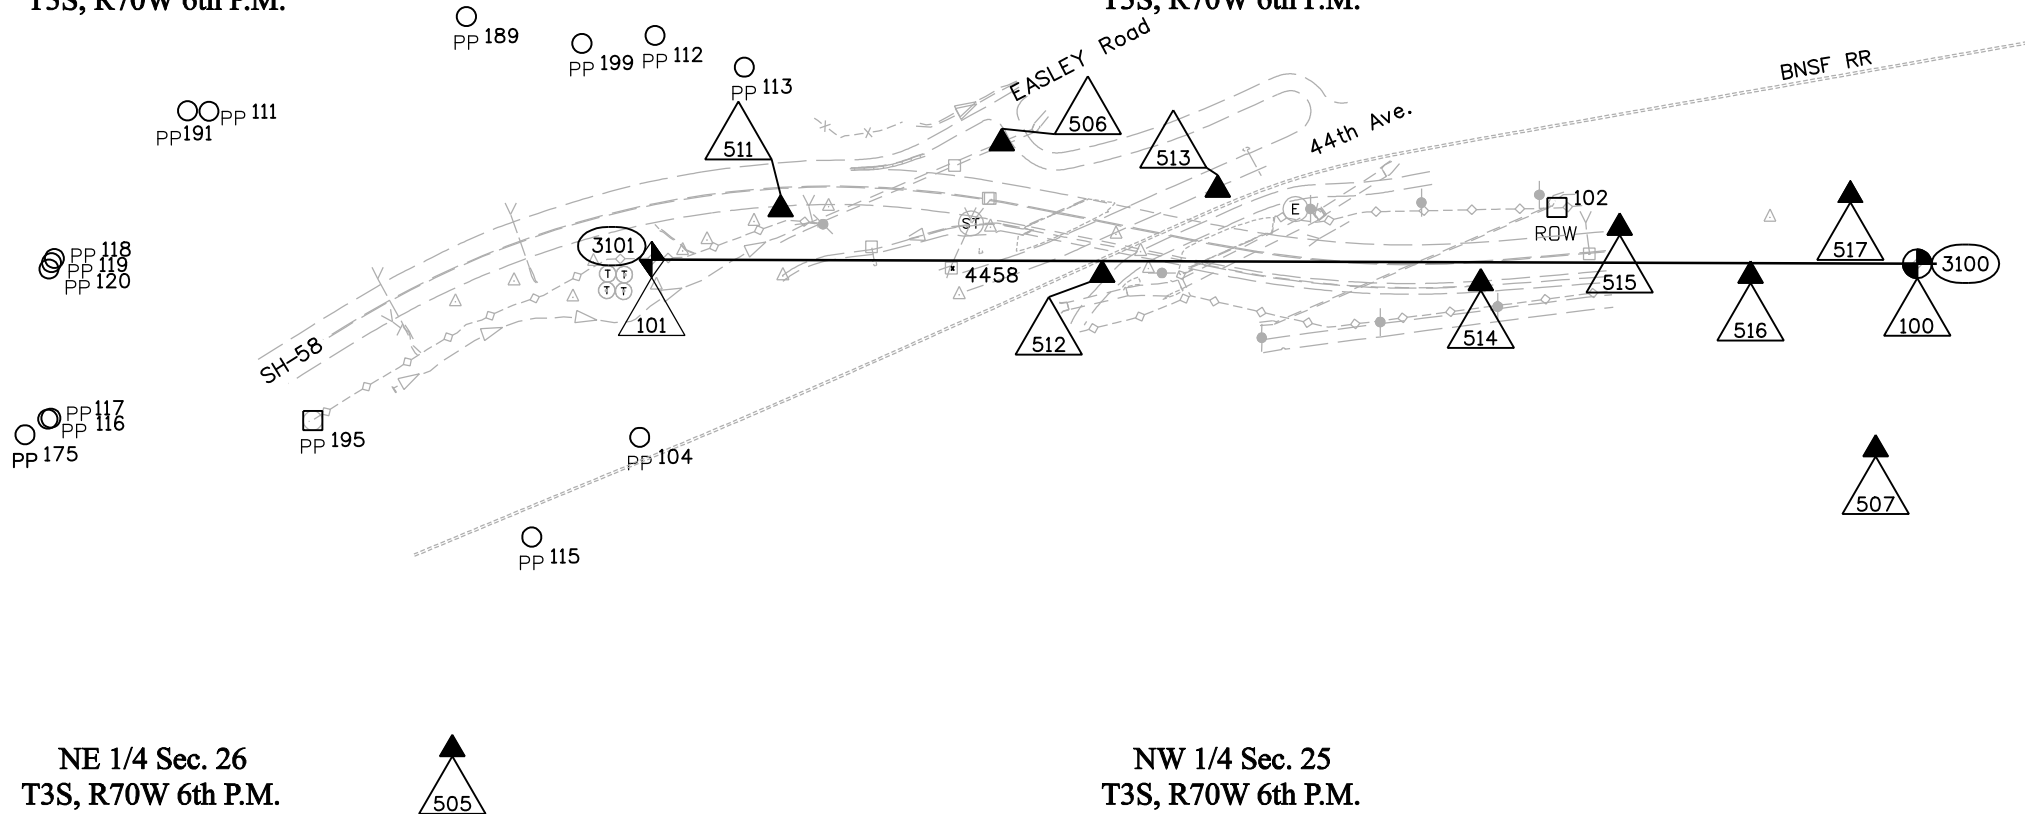 T3S, R70W 6th P.M.
T3S, R70W 6th P.M.
PP 189
PP 199
PP 112
PP 113
EASLEY Road
BNSF RR
PP 191
PP 111
511
506
513
44th Ave.
102
ROW
3101
ST
E
PP 118
PP 119
PP 120
T T
T T
101
4458
512
514
515
516
517
100
3100
SH-58
PP 117
PP 116
PP 175
PP 195
PP 104
507
PP 115
NE 1/4 Sec. 26
T3S, R70W 6th P.M.
505
NW 1/4 Sec. 25
T3S, R70W 6th P.M.